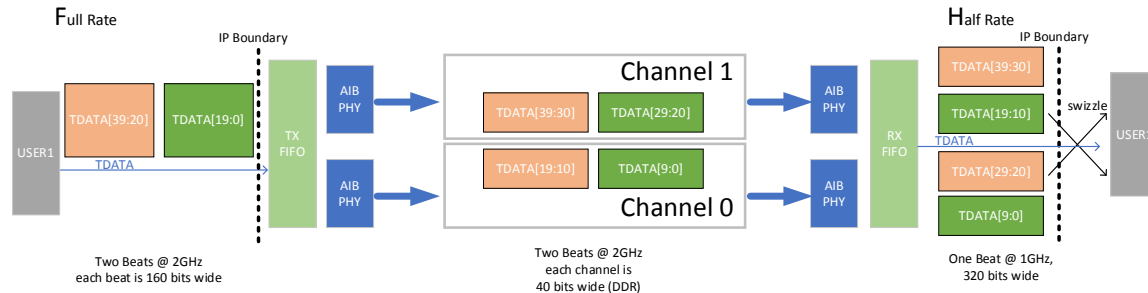 Full Rate
IP Boundary
USER1
TDATA[39:20]
TDATA[19:0]
TDATA
TX
FIFO
AIB
PHY
AIB
PHY
Two Beats @ 2GHz
each beat is 160 bits wide
Channel 1
TDATA[39:30]
TDATA[29:20]
TDATA[19:10]
TDATA[9:0]
Channel 0
Two Beats @ 2GHz
each channel is
40 bits wide (DDR)
AIB
PHY
AIB
PHY
RX
FIFO
Half Rate
IP Boundary
TDATA[39:30]
TDATA[19:10]
TDATA
TDATA[29:20]
TDATA[9:0]
swizzle
One Beat @ 1GHz,
320 bits wide